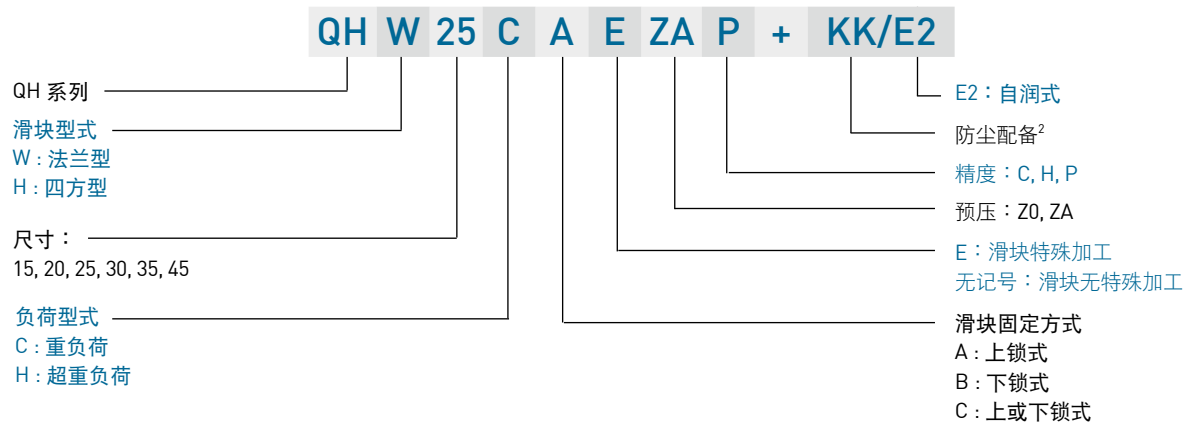 QH W 25 C A E ZA P + KK/E2
QH 系列
滑块型式
W : 法兰型
H : 四方型
尺寸：
15, 20, 25, 30, 35, 45
负荷型式
C : 重负荷
H : 超重负荷
E2：自润式
防尘配备²
精度：C, H, P
预压：Z0, ZA
E：滑块特殊加工
无记号：滑块无特殊加工
滑块固定方式
A : 上锁式
B : 下锁式
C : 上或下锁式